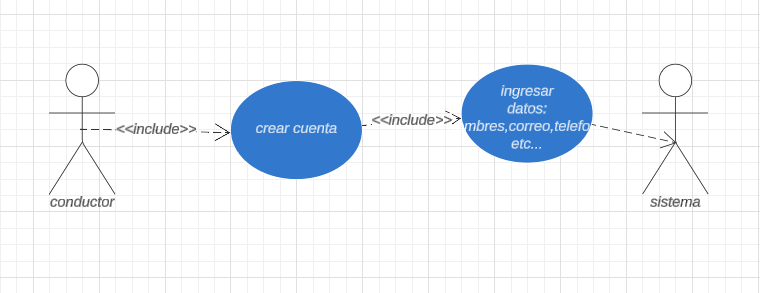 conductor
<<include>>
crear cuenta
<<include>>
ingresar
datos:
mbres,correo,telefo
etc...
sistema